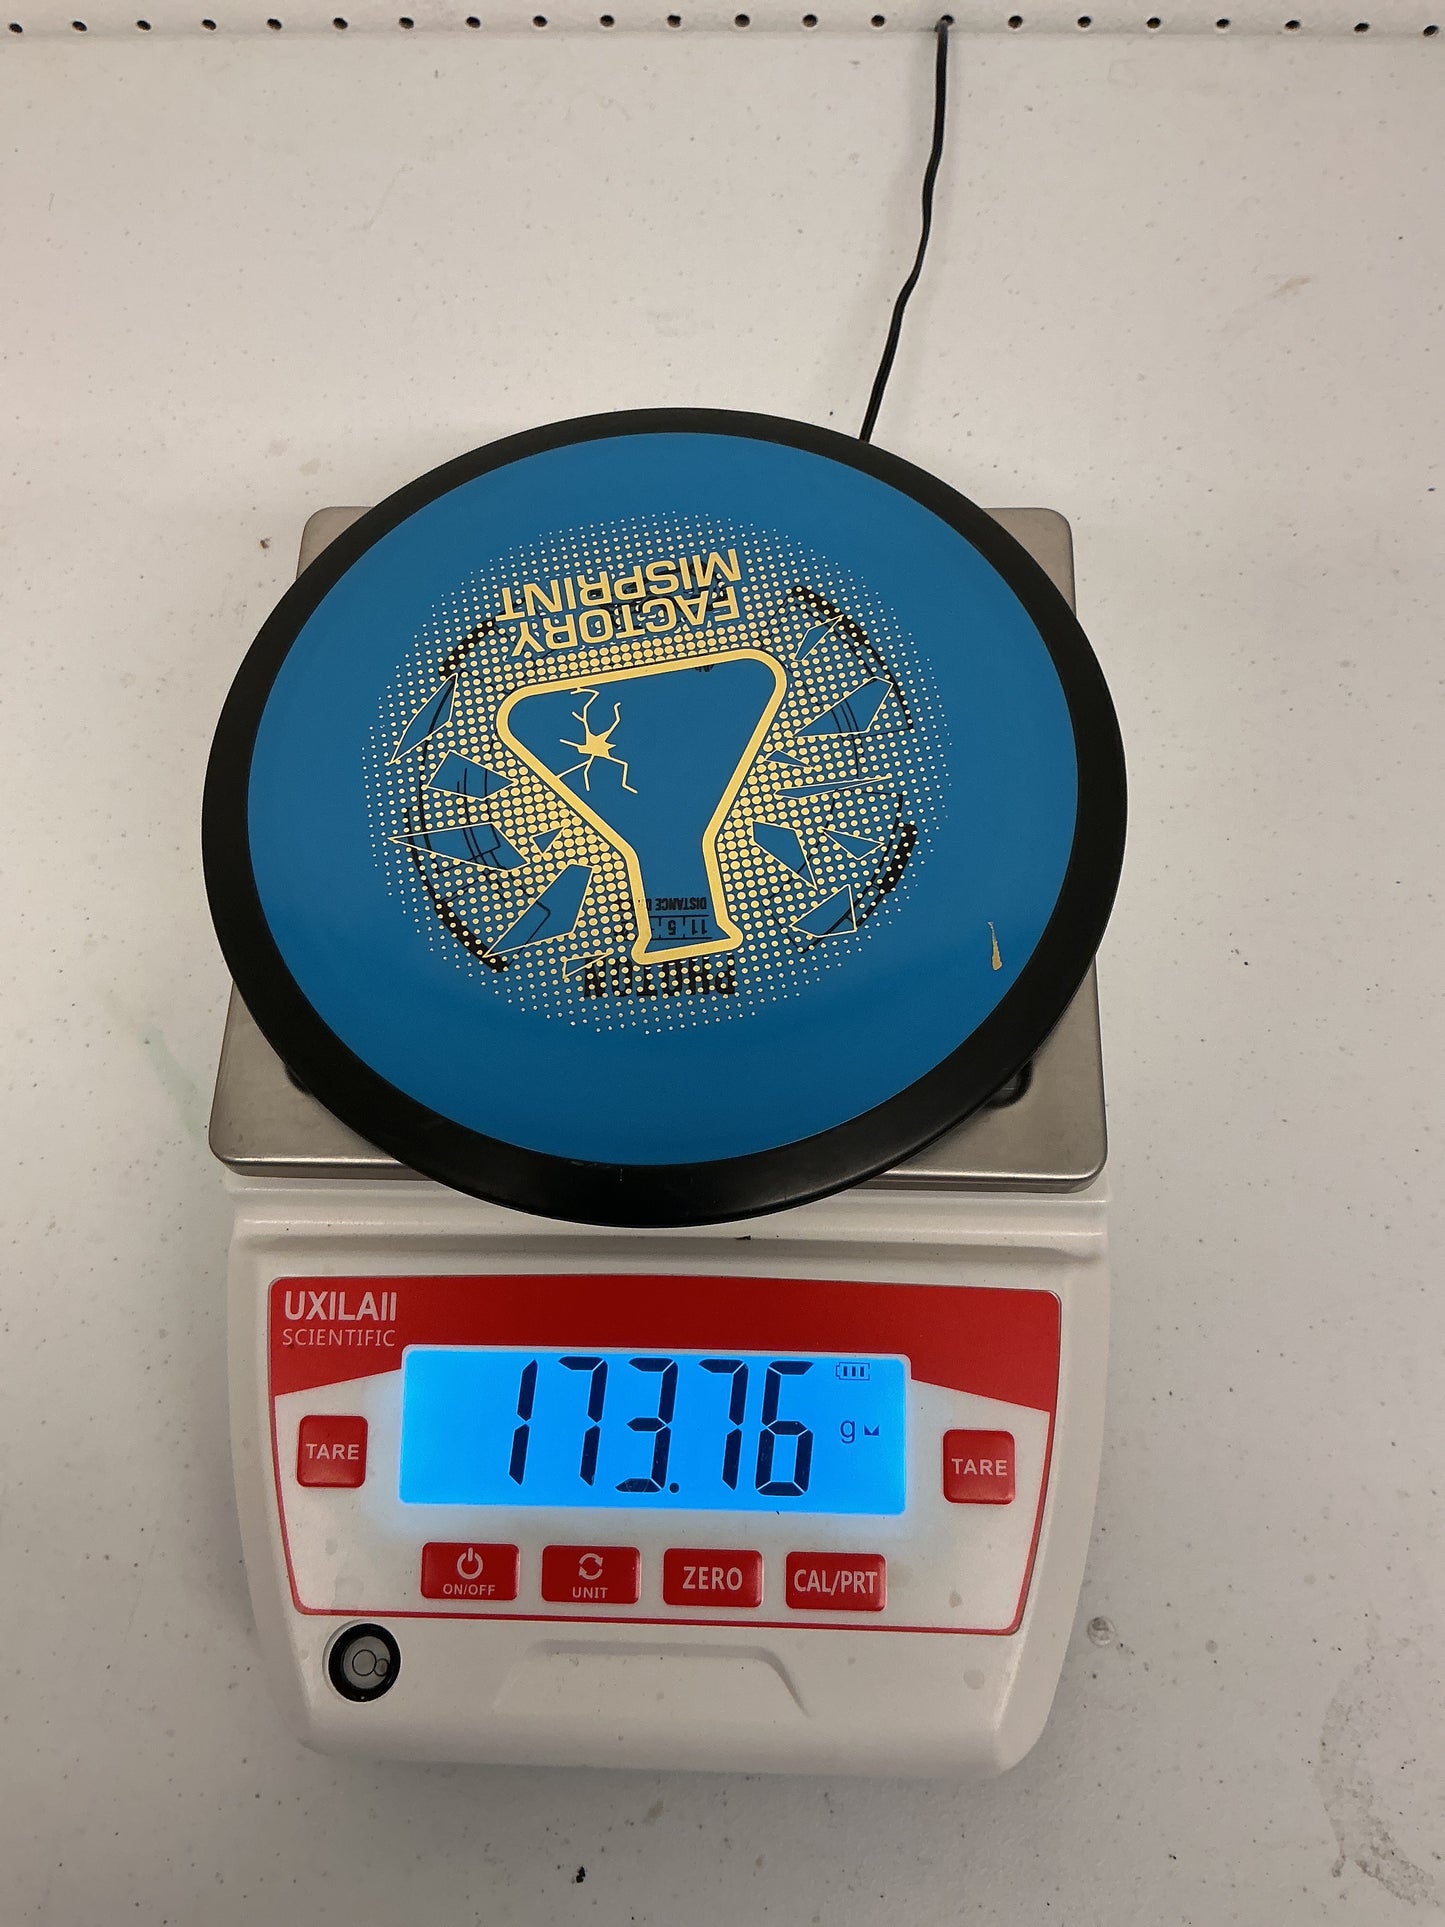 FACTORY
MISPRINT
DISTANCE
11 5
PHOTON
UXILAII
SCIENTIFIC
173.76
g
TARE
TARE
ON/OFF
UNIT
ZERO
CAL/PRT